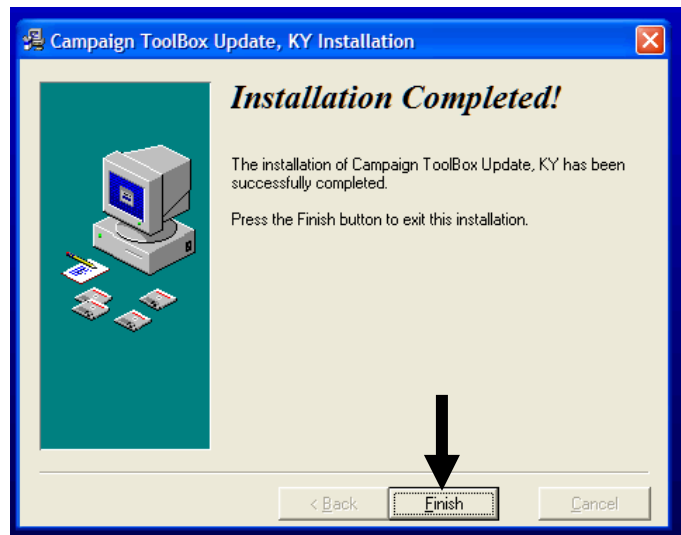 Campaign ToolBox Update, KY Installation
Installation Completed!
The installation of Campaign ToolBox Update, KY has been
successfully completed.
Press the Finish button to exit this installation.
< Back
Finish
Cancel